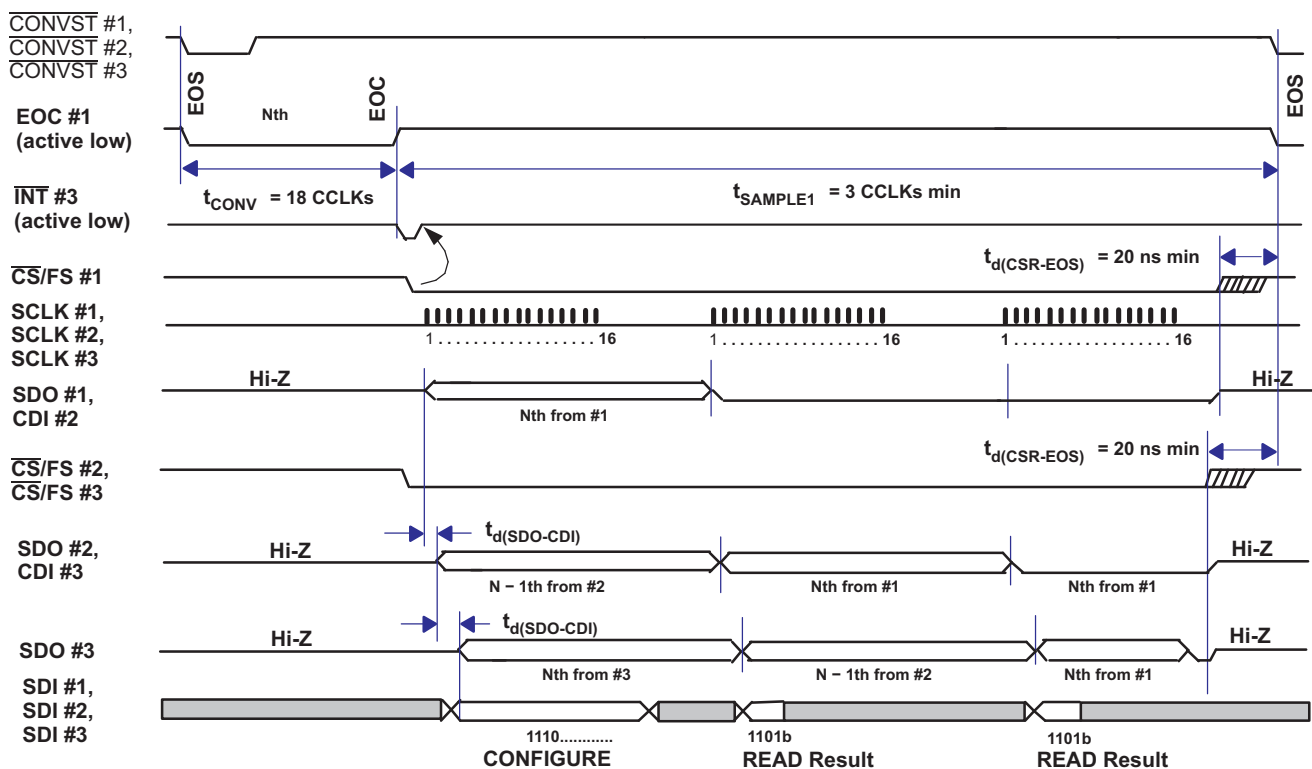 CONVST #1,
CONVST #2,
CONVST #3
EOS
EOC
EOS
EOC #1
(active low)
Nth
INT #3
(active low)
tCONV = 18 CCLKs
tSAMPLE1 = 3 CCLKs min
CS/FS #1
td(CSR-EOS) = 20 ns min
SCLK #1,
SCLK #2,
SCLK #3
1 . . . . . . . . . . . . . . . . . . 16
1 . . . . . . . . . . . . . . . . . . 16
1 . . . . . . . . . . . . . . . . . . 16
SDO #1,
CDI #2
Hi-Z
Nth from #1
Hi-Z
CS/FS #2,
CS/FS #3
td(CSR-EOS) = 20 ns min
td(SDO-CDI)
SDO #2,
CDI #3
Hi-Z
N − 1th from #2
Nth from #1
Nth from #1
Hi-Z
td(SDO-CDI)
SDO #3
Hi-Z
Nth from #3
N − 1th from #2
Nth from #1
Hi-Z
SDI #1,
SDI #2,
SDI #3
1110............
CONFIGURE
1101b
READ Result
1101b
READ Result